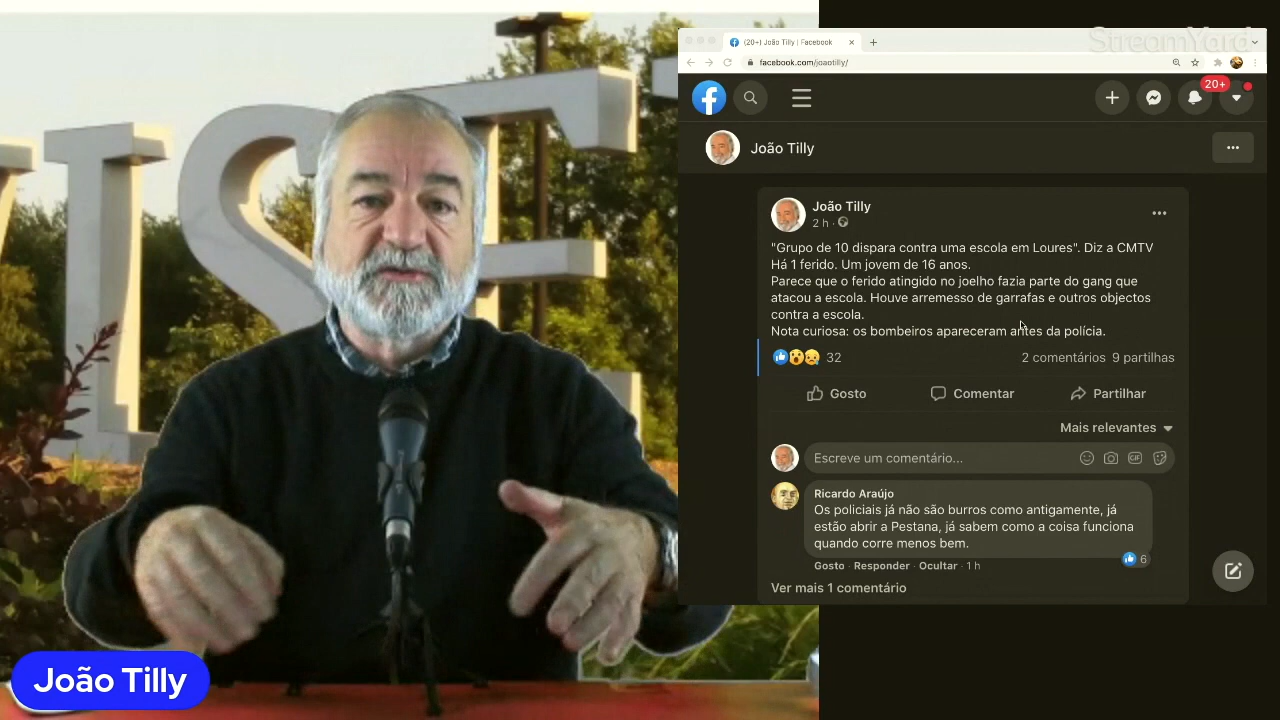 VISE
StreamYard
(20+) João Tilly | Facebook
facebook.com/joaotilly/
20+
João Tilly
João Tilly
2 h ·
"Grupo de 10 dispara contra uma escola em Loures". Diz a CMTV
Há 1 ferido. Um jovem de 16 anos.
Parece que o ferido atingido no joelho fazia parte do gang que
atacou a escola. Houve arremesso de garrafas e outros objectos
contra a escola.
Nota curiosa: os bombeiros apareceram antes da polícia.
32
2 comentários 9 partilhas
Gosto
Comentar
Partilhar
Mais relevantes
Escreve um comentário...
GIF
Ricardo Araújo
Os policiais já não são burros como antigamente, já
estão abrir a Pestana, já sabem como a coisa funciona
quando corre menos bem.
6
Gosto · Responder · Ocultar · 1 h
Ver mais 1 comentário
João Tilly